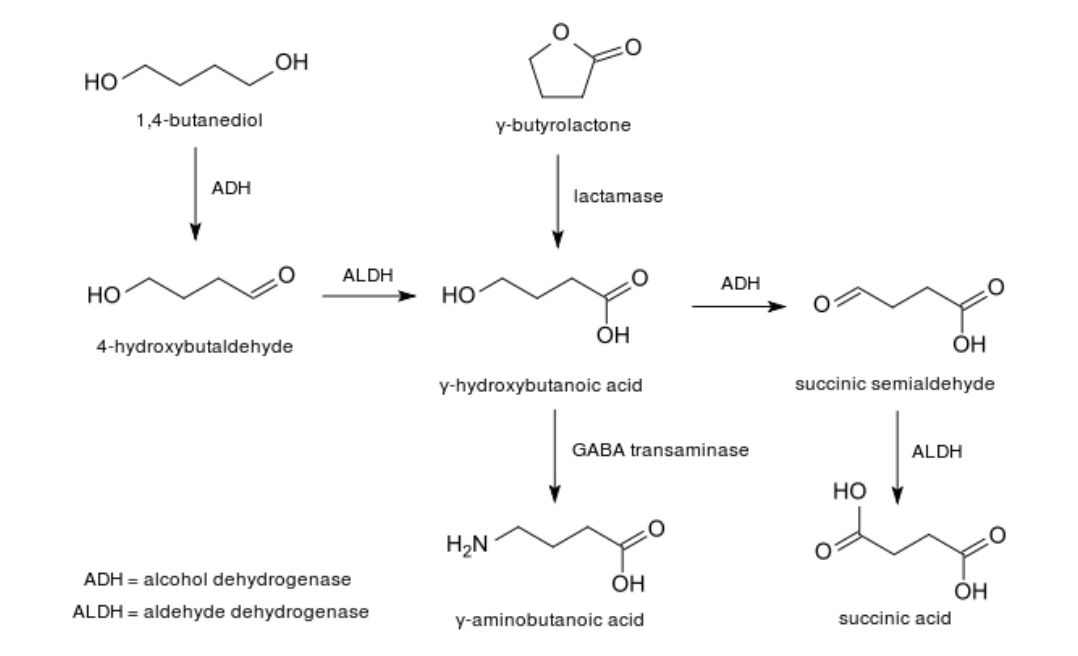 HO
OH
1,4-butanediol
O
O
γ-butyrolactone
ADH
lactamase
HO
O
4-hydroxybutaldehyde
ALDH
HO
O
OH
γ-hydroxybutanoic acid
ADH
O
O
OH
succinic semialdehyde
GABA transaminase
ALDH
H2N
O
OH
γ-aminobutanoic acid
HO
O
O
OH
succinic acid
ADH = alcohol dehydrogenase
ALDH = aldehyde dehydrogenase